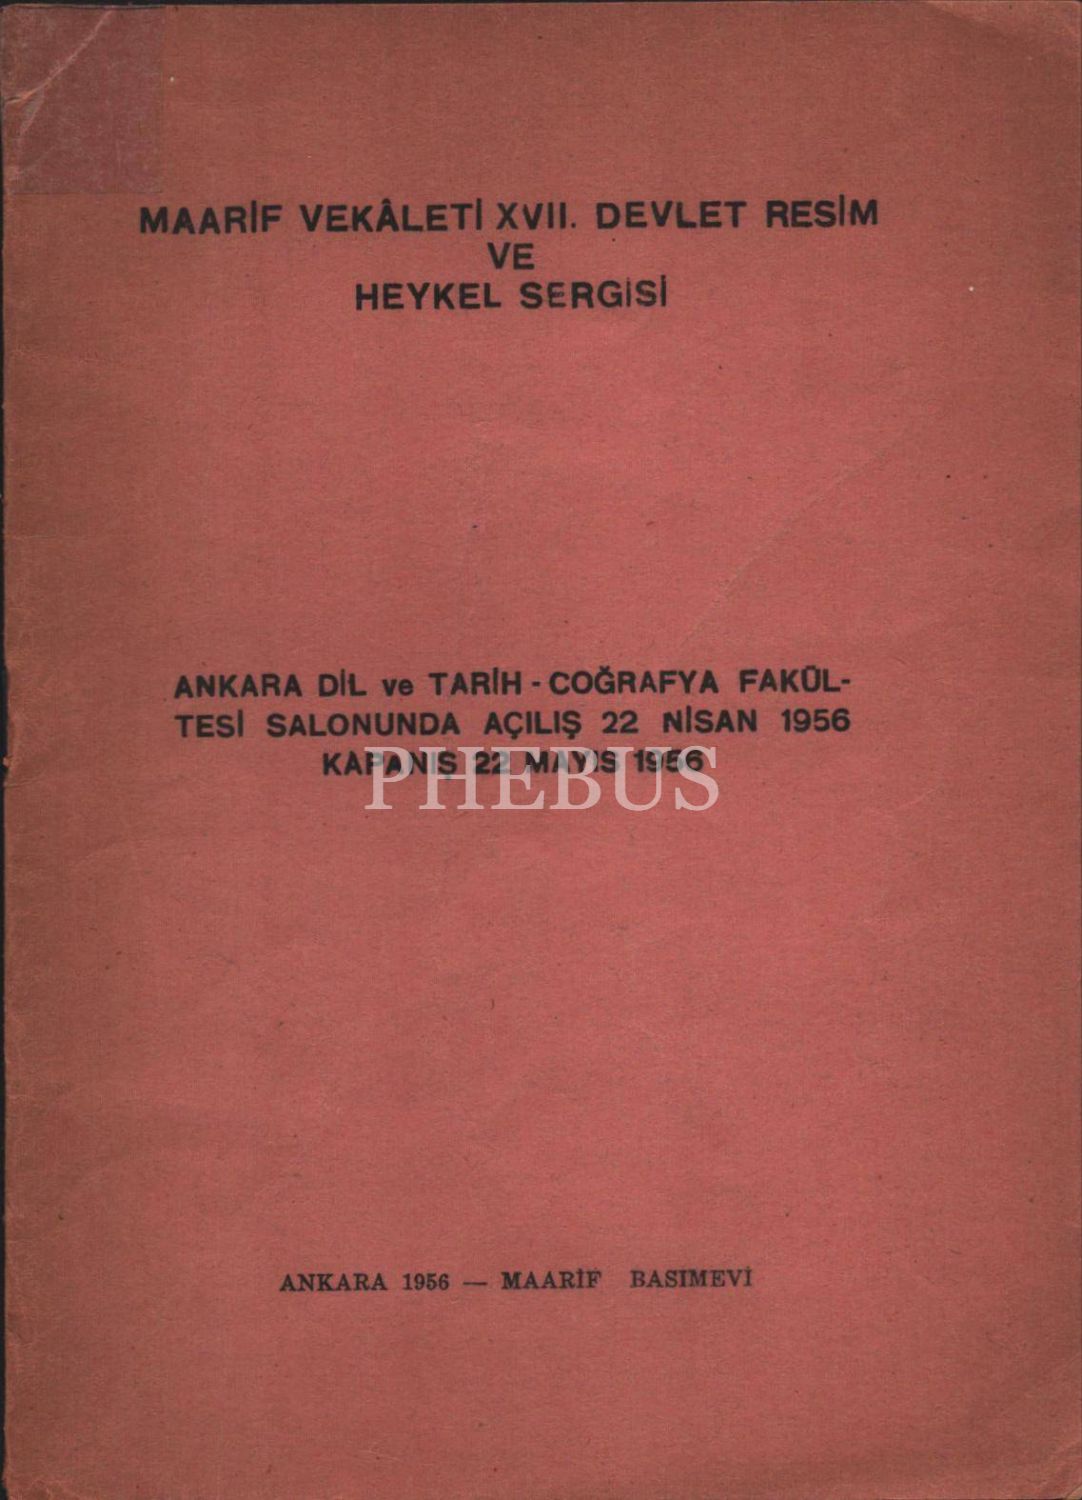 MAARİF VEKÂLETİ XVII. DEVLET RESİM
VE
HEYKEL SERGİSİ
ANKARA DİL ve TARİH - COĞRAFYA FAKÜL-
TESİ SALONUNDA AÇILIŞ 22 NİSAN 1956
KAPANIŞ 22 MAYIS 1956
PHEBUS
ANKARA 1956 — MAARİF BASIMEVİ